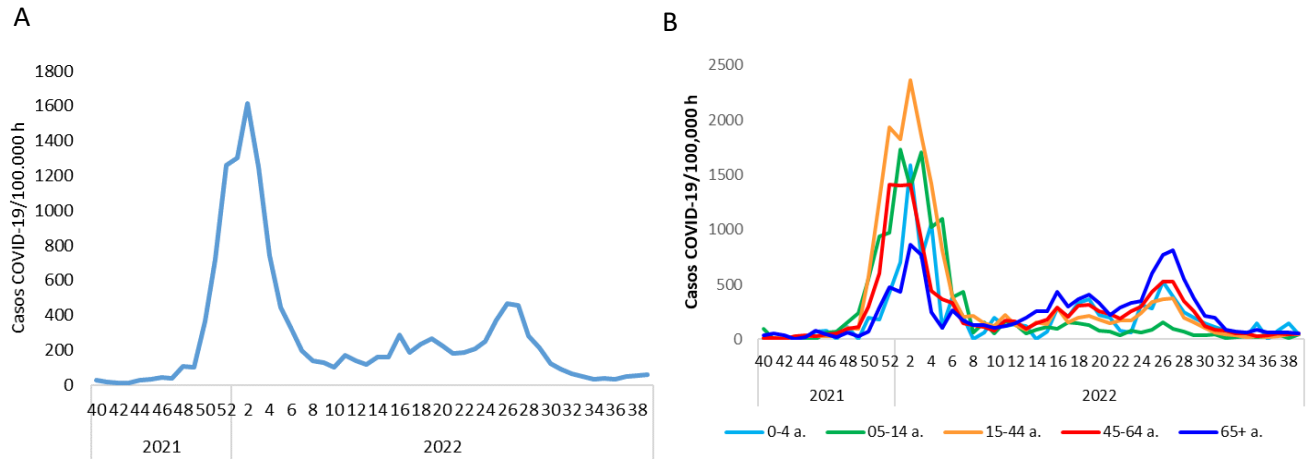 A
Casos COVID-19/100.000 h
1800
1600
1400
1200
1000
800
600
400
200
0
40 42 44 46 48 50 52 2 4 6 8 10 12 14 16 18 20 22 24 26 28 30 32 34 36 38
2021 2022
B
Casos COVID-19/100,000 h
2500
2000
1500
1000
500
0
40 42 44 46 48 50 52 2 4 6 8 10 12 14 16 18 20 22 24 26 28 30 32 34 36 38
2021 2022
0-4 a. 05-14 a. 15-44 a. 45-64 a. 65+ a.